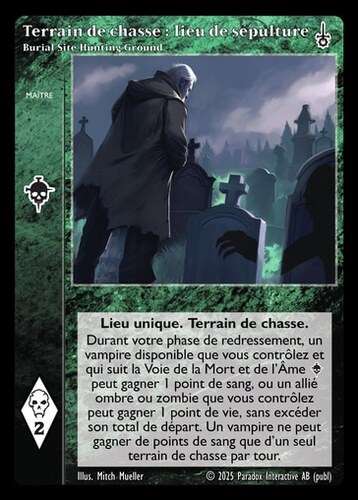 Terrain de chasse : lieu de sépulture
Burial Site Hunting Ground
MAÎTRE
Lieu unique. Terrain de chasse.
Durant votre phase de redressement, un
vampire disponible que vous contrôlez et
qui suit la Voie de la Mort et de l'Âme
peut gagner 1 point de sang, ou un allié
ombre ou zombie que vous contrôlez
peut gagner 1 point de vie, sans excéder
son total de départ. Un vampire ne peut
gagner de points de sang que d'un seul
terrain de chasse par tour.
2
Illus. Mitch Mueller © 2025 Paradox Interactive AB (publ)